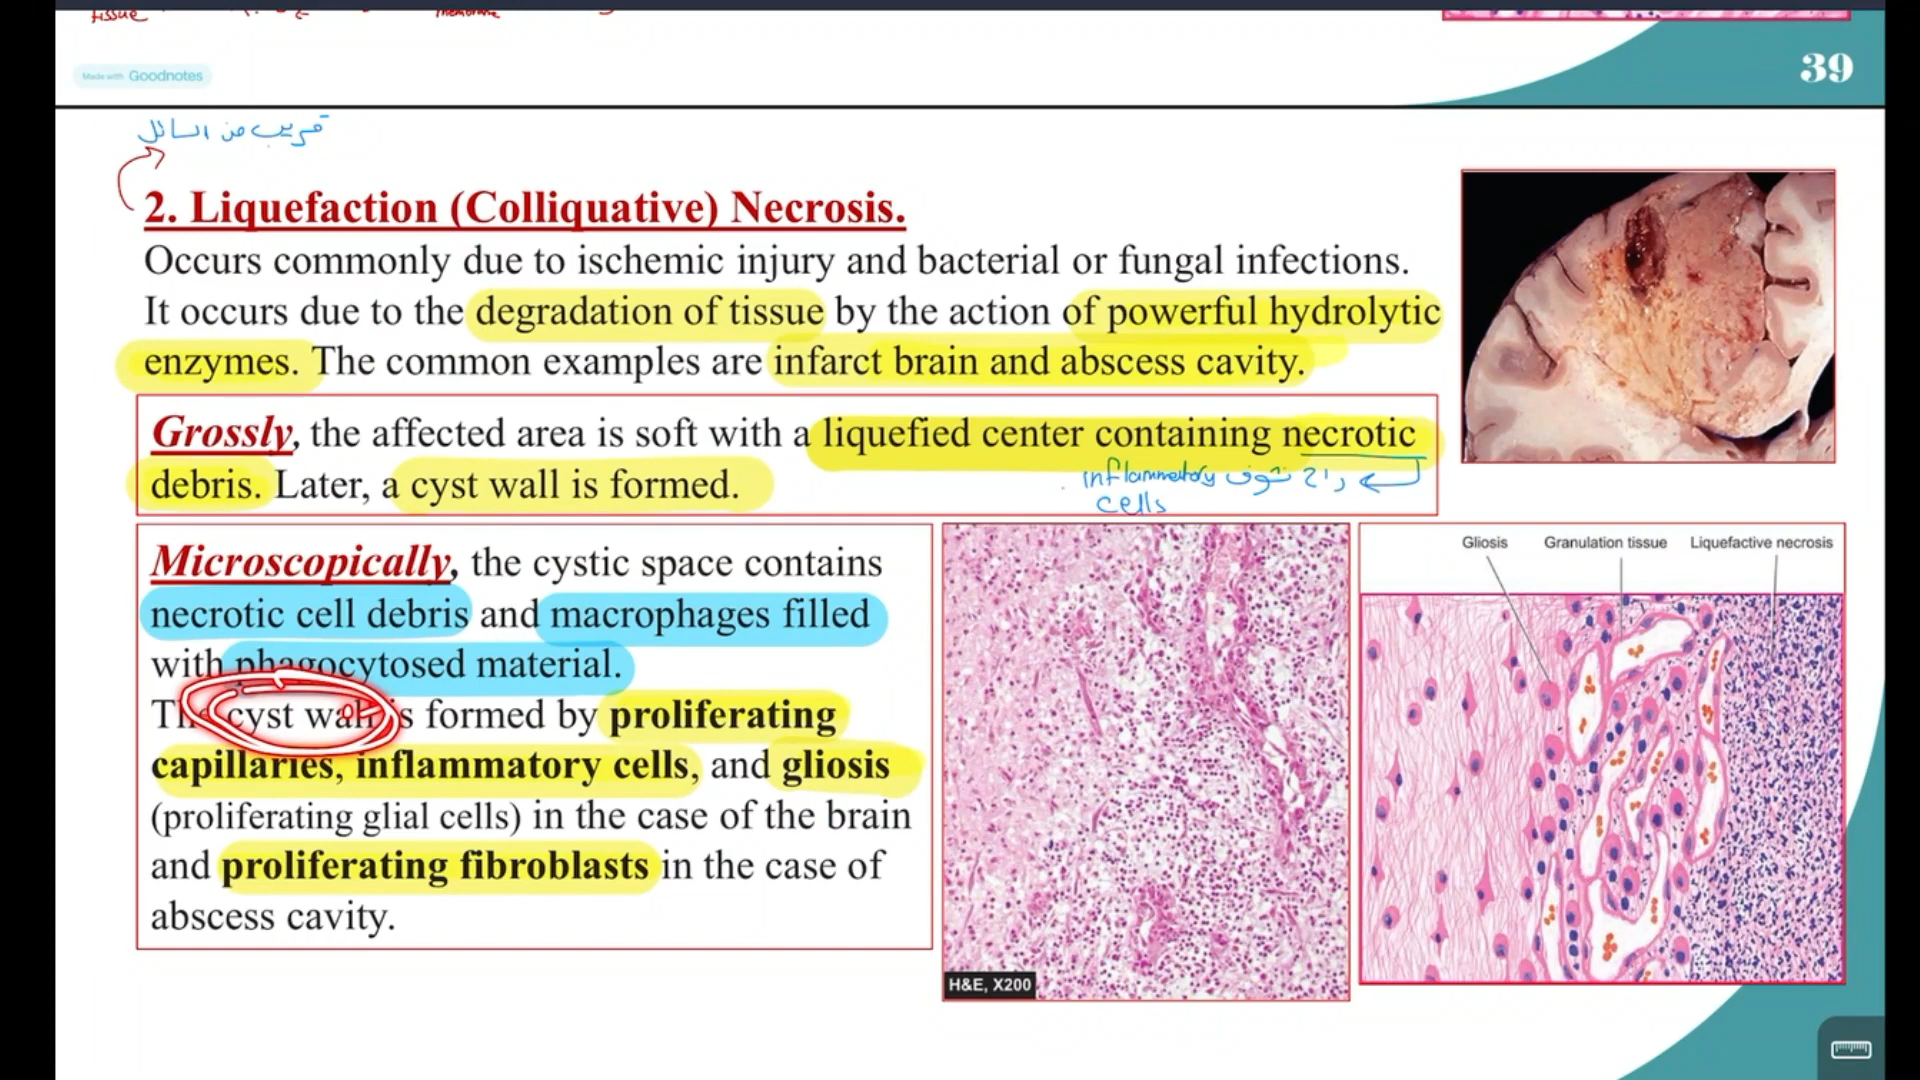 tissue
membrane
Made with Goodnotes
39
قريب من السائل
2. Liquefaction (Colliquative) Necrosis.
Occurs commonly due to ischemic injury and bacterial or fungal infections.
It occurs due to the degradation of tissue by the action of powerful hydrolytic
enzymes. The common examples are infarct brain and abscess cavity.
Grossly, the affected area is soft with a liquefied center containing necrotic
debris. Later, a cyst wall is formed.
راح نشوف inflammatory
cells
Microscopically, the cystic space contains
necrotic cell debris and macrophages filled
with phagocytosed material.
The cyst wall is formed by proliferating
capillaries, inflammatory cells, and gliosis
(proliferating glial cells) in the case of the brain
and proliferating fibroblasts in the case of
abscess cavity.
H&E, X200
Gliosis Granulation tissue Liquefactive necrosis